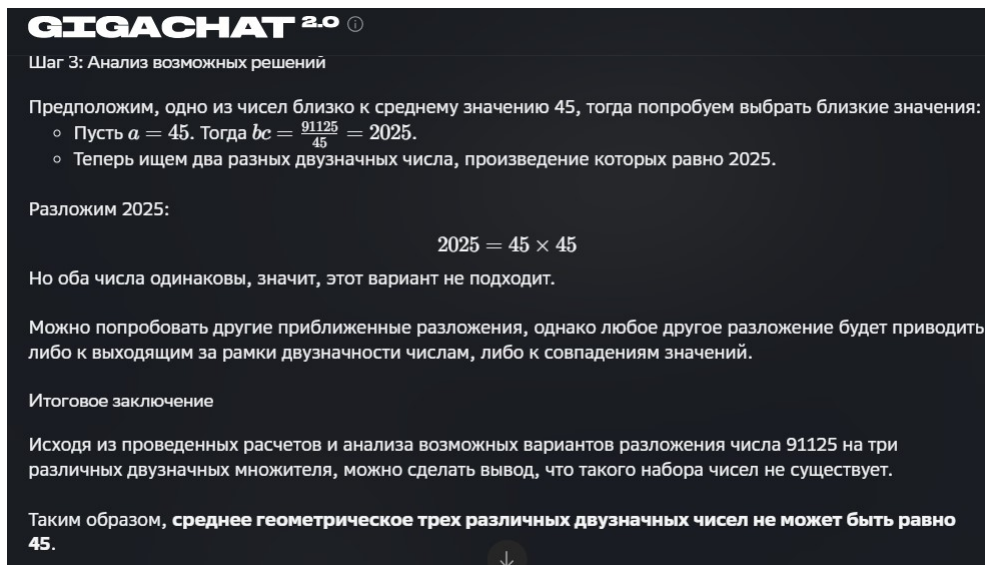 GIGACHAT 2.0
Шаг 3: Анализ возможных решений
Предположим, одно из чисел близко к среднему значению 45, тогда попробуем выбрать близкие значения:
Пусть a = 45. Тогда bc = 91125/45 = 2025.
Теперь ищем два разных двузначных числа, произведение которых равно 2025.
Разложим 2025:
2025 = 45 × 45
Но оба числа одинаковы, значит, этот вариант не подходит.
Можно попробовать другие приближенные разложения, однако любое другое разложение будет приводить
либо к выходящим за рамки двузначности числам, либо к совпадениям значений.
Итоговое заключение
Исходя из проведенных расчетов и анализа возможных вариантов разложения числа 91125 на три
различных двузначных множителя, можно сделать вывод, что такого набора чисел не существует.
Таким образом, среднее геометрическое трех различных двузначных чисел не может быть равно
45.